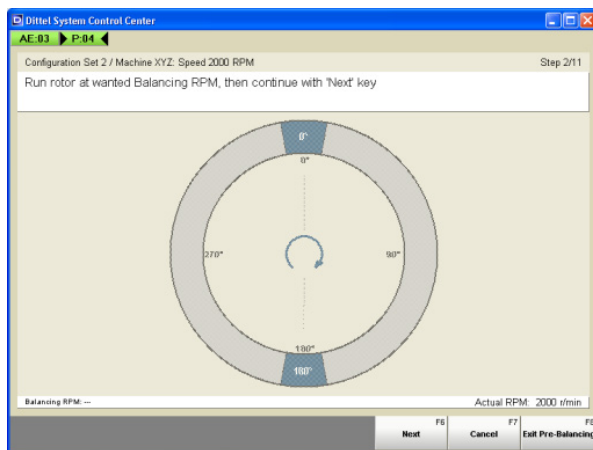 Dittel System Control Center
AE:03 P:04
Configuration Set 2 / Machine XYZ: Speed 2000 RPM Step 2/11
Run rotor at wanted Balancing RPM, then continue with 'Next' key
0°
0°
270° 90°
180°
180°
Balancing RPM: -- Actual RPM: 2000 r/min
F6 F7 F8
Next Cancel Exit Pre-Balancing